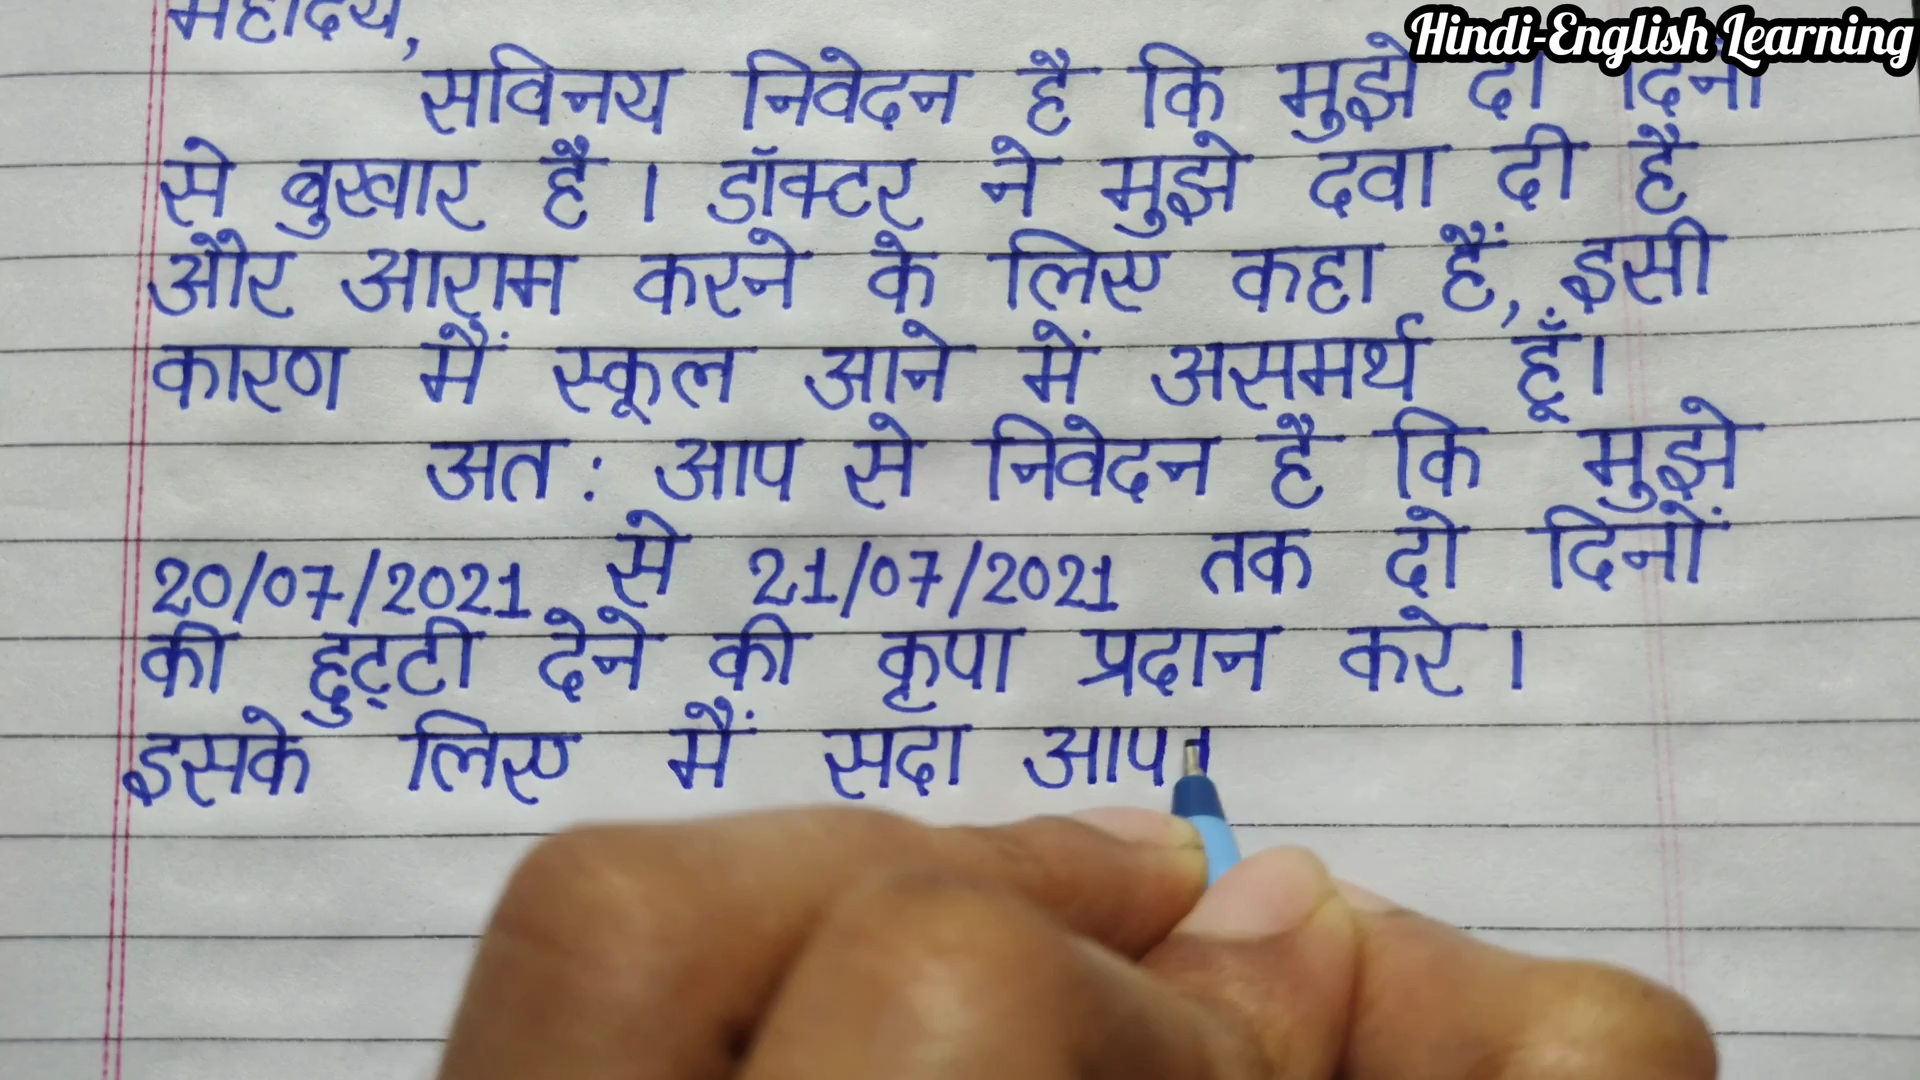 Hindi-English Learning
महोदय,
सविनय निवेदन है कि मुझे दो दिनों
से बुखार है । डॉक्टर ने मुझे दवा दी है
और आराम करने के लिए कहा हैं, इसी
कारण मैं स्कूल आने में असमर्थ हूँ।
अत : आप से निवेदन है कि मुझे
20/07/2021 से 21/07/2021 तक दो दिनों
की छुट्टी देने की कृपा प्रदान करे ।
इसके लिए मैं सदा